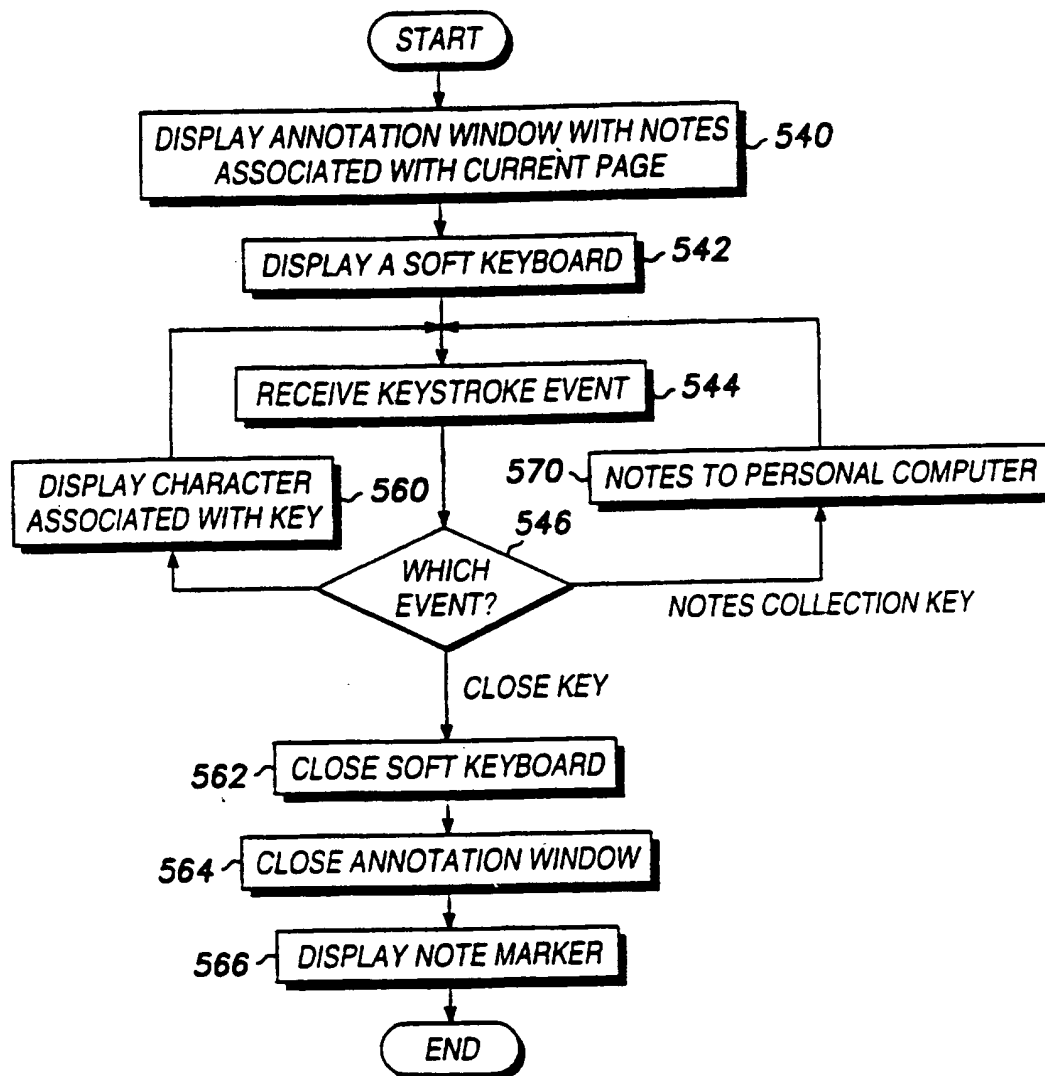 START
DISPLAY ANNOTATION WINDOW WITH NOTES
ASSOCIATED WITH CURRENT PAGE
540
DISPLAY A SOFT KEYBOARD
542
RECEIVE KEYSTROKE EVENT
544
DISPLAY CHARACTER
ASSOCIATED WITH KEY
560
570
NOTES TO PERSONAL COMPUTER
546
WHICH
EVENT?
NOTES COLLECTION KEY
CLOSE KEY
562
CLOSE SOFT KEYBOARD
564
CLOSE ANNOTATION WINDOW
566
DISPLAY NOTE MARKER
END